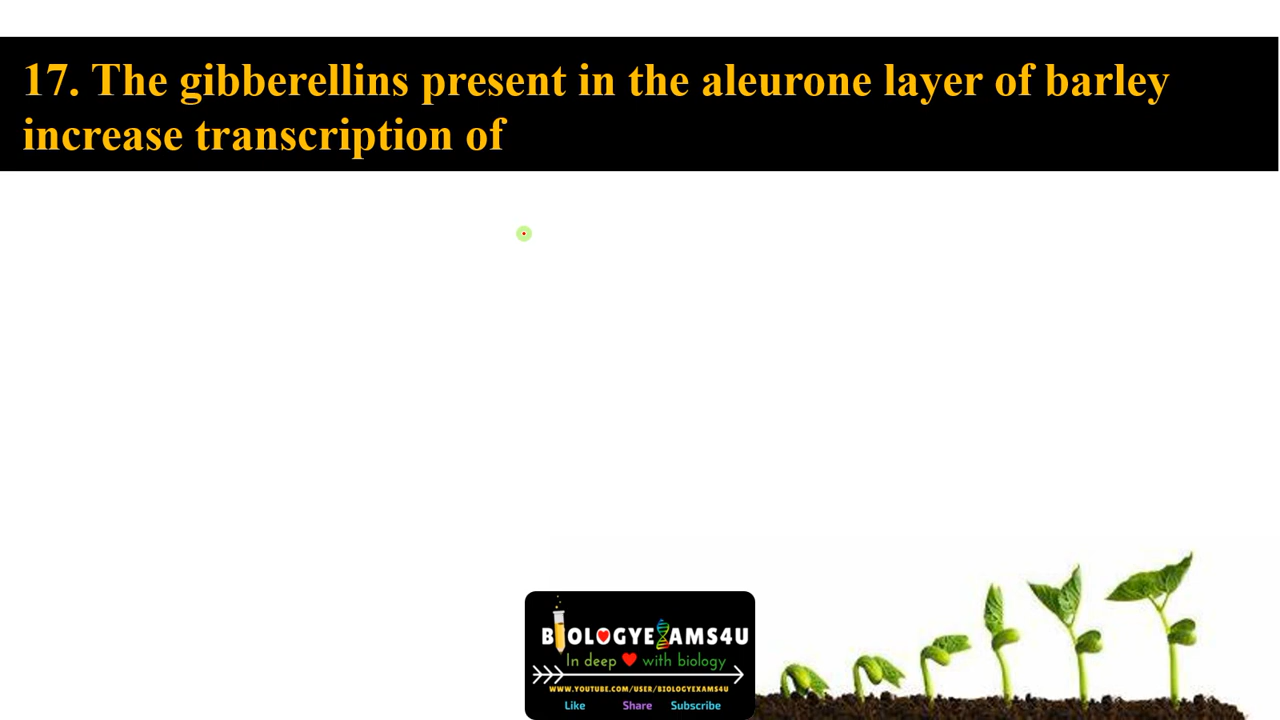 17. The gibberellins present in the aleurone layer of barley
increase transcription of
BIOLOGYEXAMS4U
In deep ❤ with biology
WWW.YOUTUBE.COM/USER/BIOLOGYEXAMS4U
Like Share Subscribe